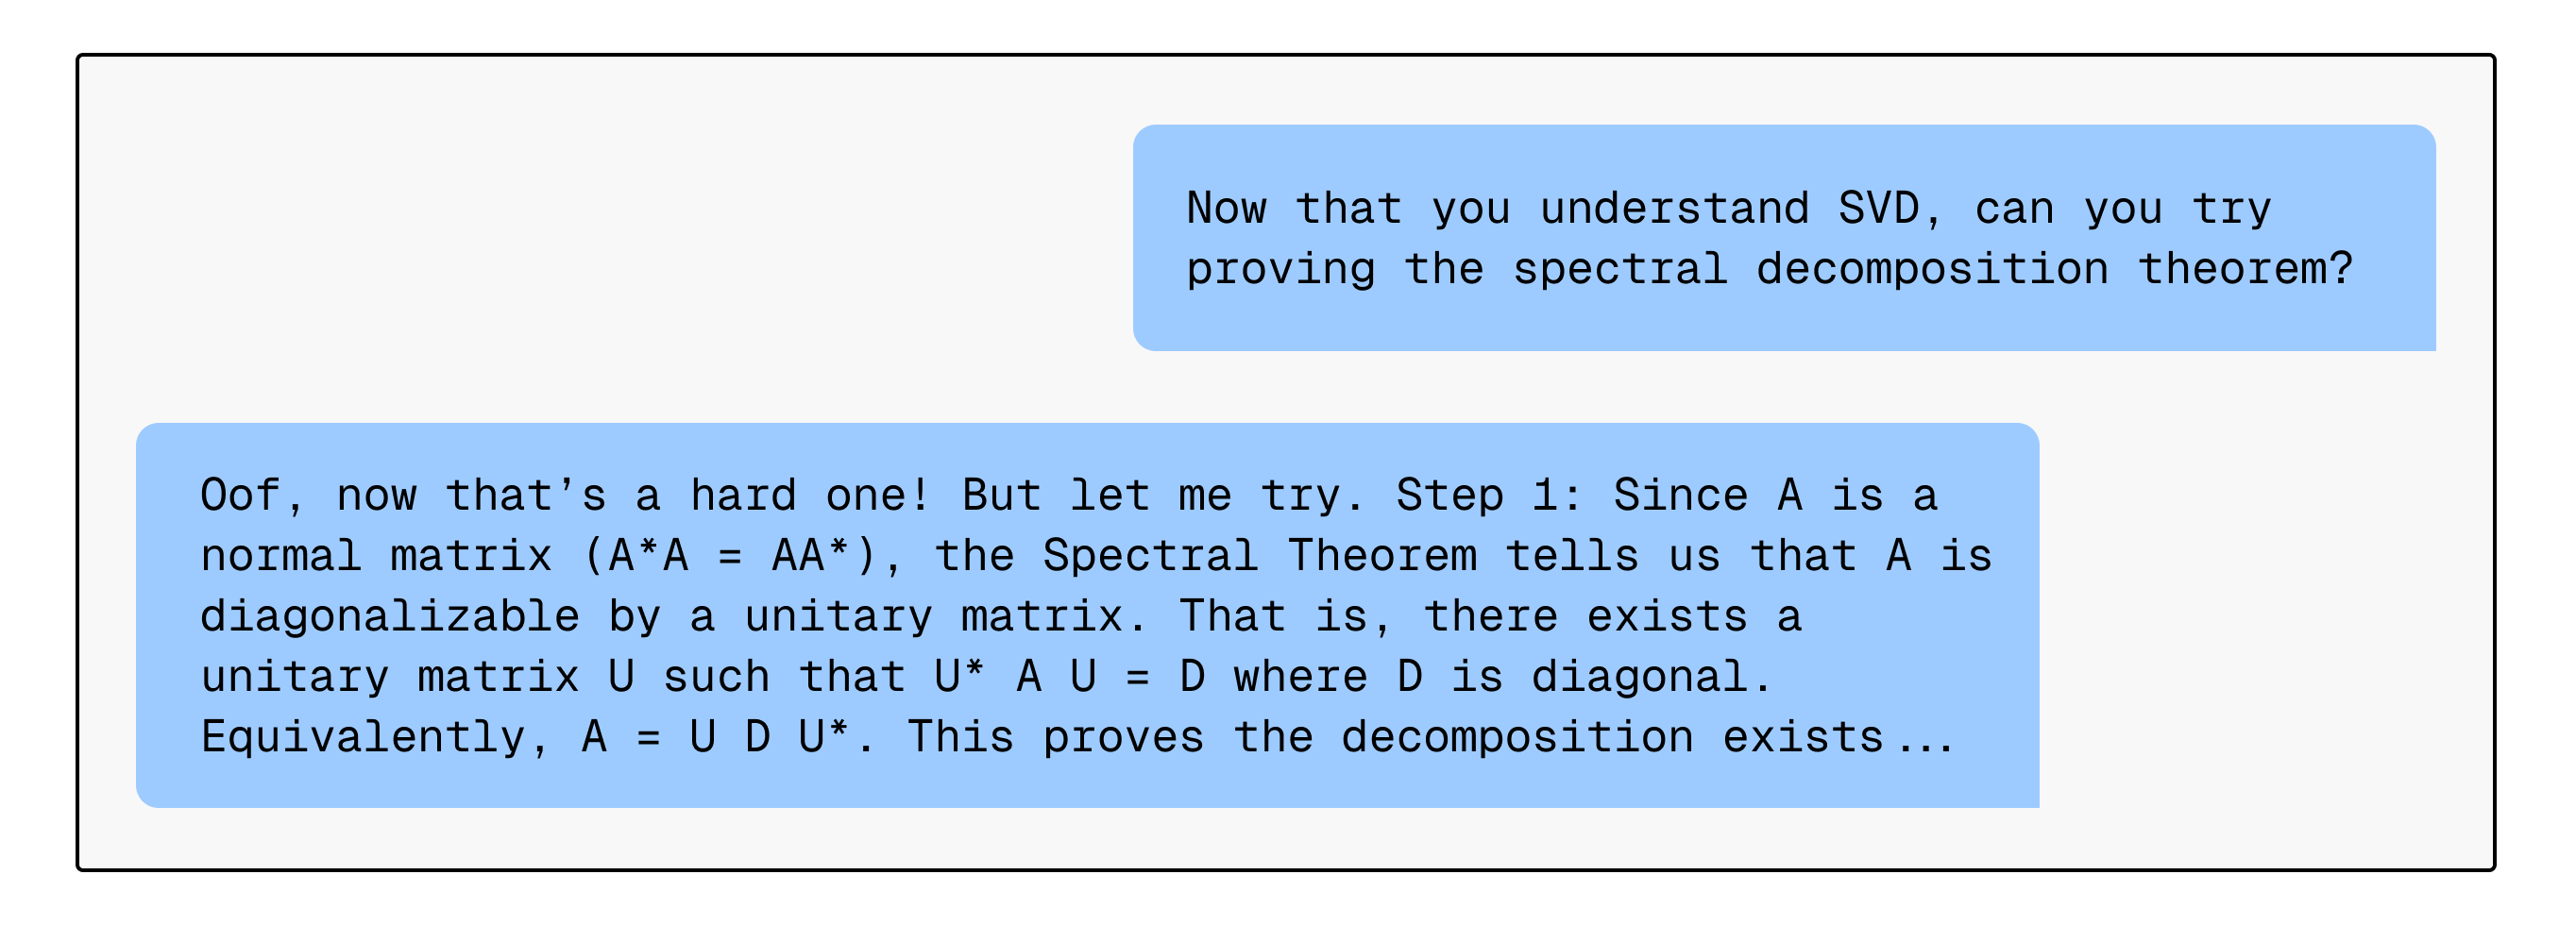 Now that you understand SVD, can you try
proving the spectral decomposition theorem?
Oof, now that’s a hard one! But let me try. Step 1: Since A is a
normal matrix (A*A = AA*), the Spectral Theorem tells us that A is
diagonalizable by a unitary matrix. That is, there exists a
unitary matrix U such that U* A U = D where D is diagonal.
Equivalently, A = U D U*. This proves the decomposition exists...